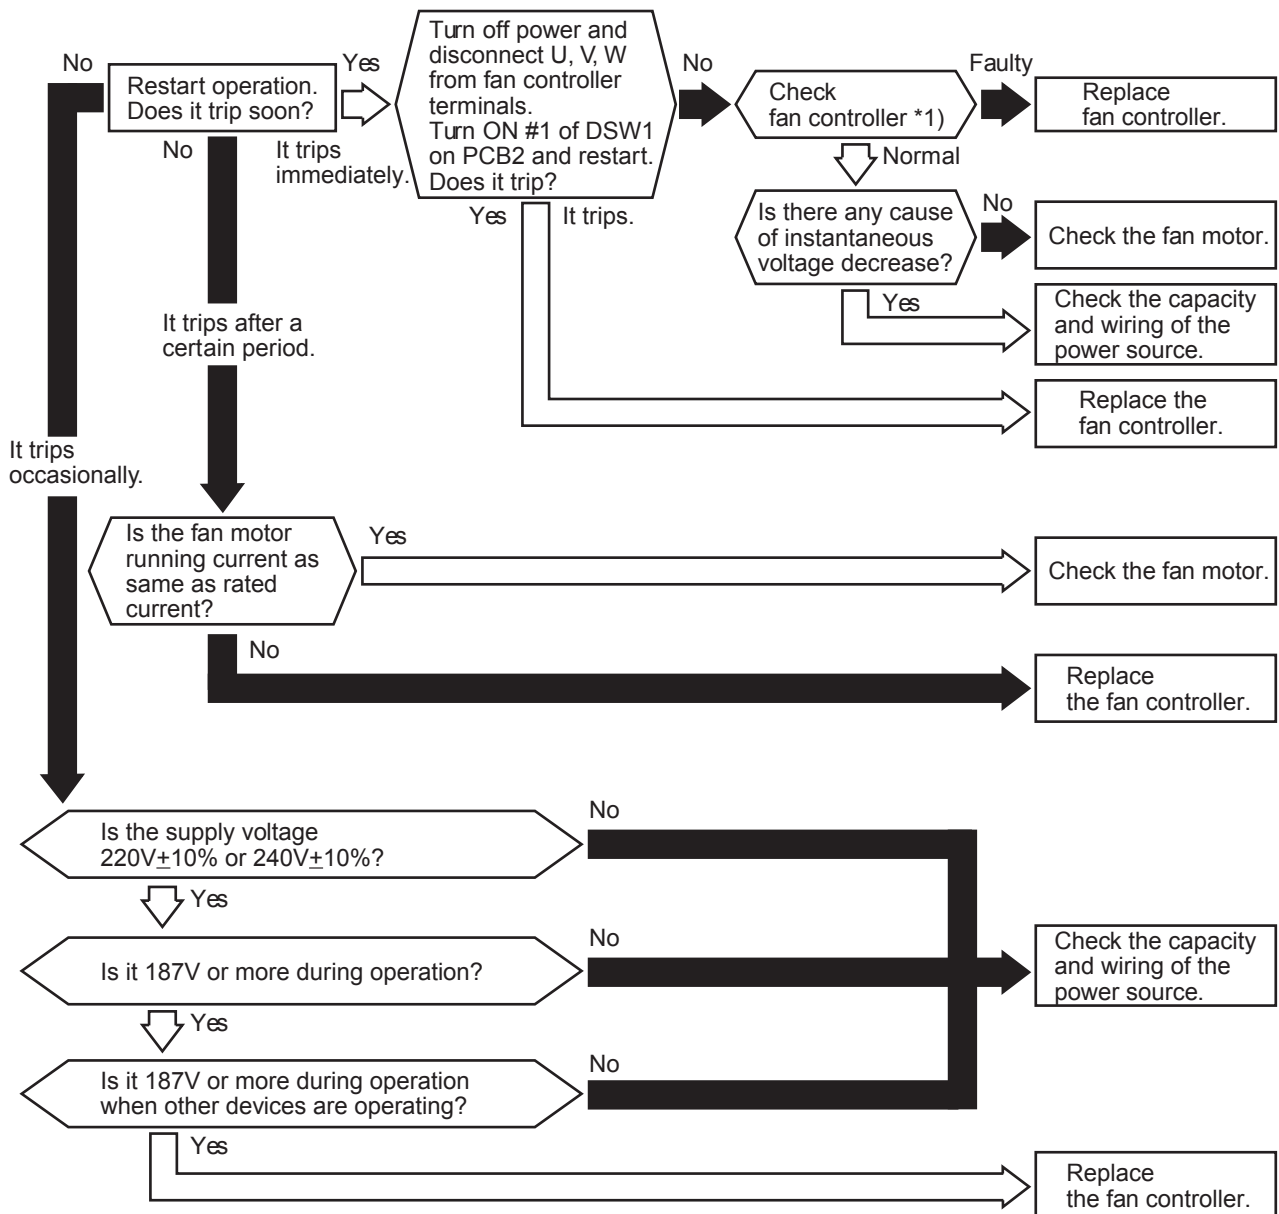 No
Restart operation.
Does it trip soon?
Yes
No
It trips
immediately.
Turn off power and
disconnect U, V, W
from fan controller
terminals.
Turn ON #1 of DSW1
on PCB2 and restart.
Does it trip?
No
Check
fan controller *1)
Faulty
Replace
fan controller.
Normal
Yes
It trips.
Is there any cause
of instantaneous
voltage decrease?
No
Check the fan motor.
Yes
Check the capacity
and wiring of the
power source.
Replace the
fan controller.
It trips after a
certain period.
It trips
occasionally.
Is the fan motor
running current as
same as rated
current?
Yes
Check the fan motor.
No
Replace
the fan controller.
Is the supply voltage
220V±10% or 240V±10%?
No
Yes
Is it 187V or more during operation?
No
Check the capacity
and wiring of the
power source.
Yes
Is it 187V or more during operation
when other devices are operating?
No
Yes
Replace
the fan controller.